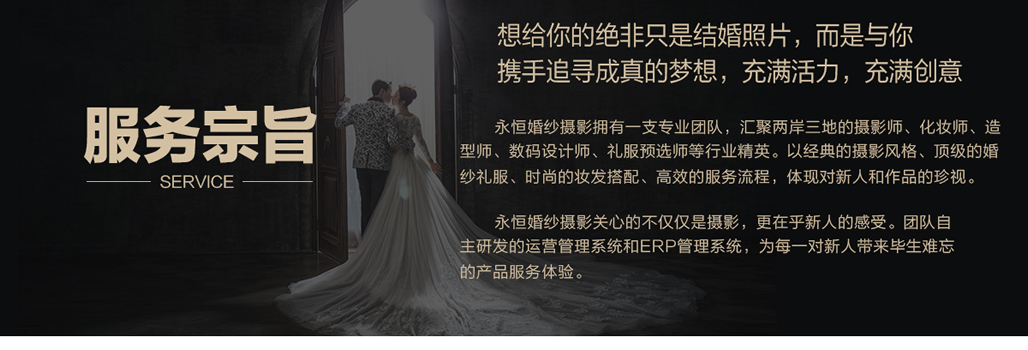 服务宗旨
SERVICE
想给你的绝非只是结婚照片，而是与你
携手追寻成真的梦想，充满活力，充满创意
永恒婚纱摄影拥有一支专业团队，汇聚两岸三地的摄影师、化妆师、造
型师、数码设计师、礼服预选师等行业精英。以经典的摄影风格、顶级的婚
纱礼服、时尚的妆发搭配、高效的服务流程，体现对新人和作品的珍视。
永恒婚纱摄影关心的不仅仅是摄影，更在乎新人的感受。团队自
主研发的运营管理系统和ERP管理系统，为每一对新人带来毕生难忘
的产品服务体验。